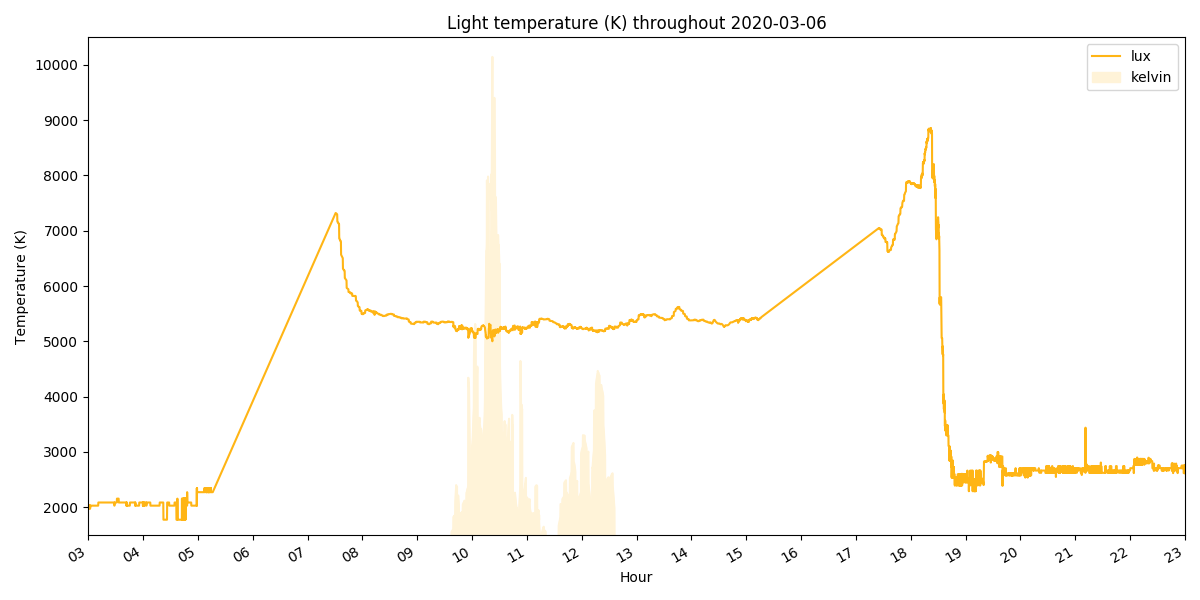 Light temperature (K) throughout 2020-03-06
lux
kelvin
Temperature (K)
10000
9000
8000
7000
6000
5000
4000
3000
2000
03 04 05 06 07 08 09 10 11 12 13 14 15 16 17 18 19 20 21 22 23
Hour